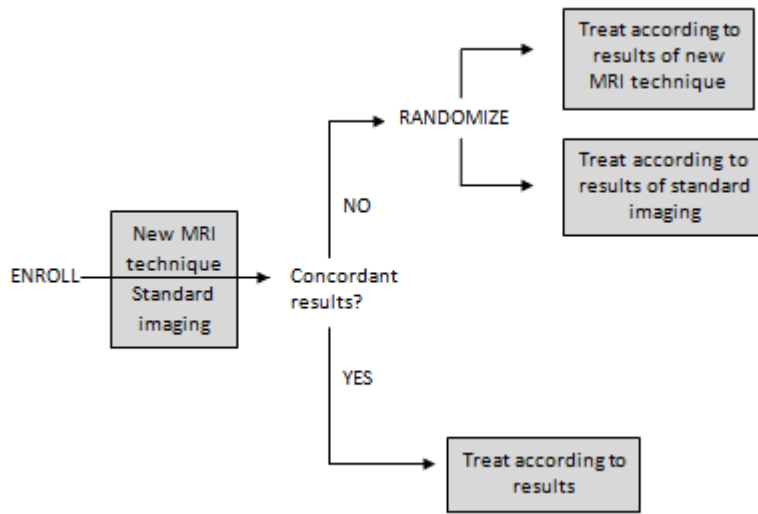 Treat according to
results of new
MRI technique
RANDOMIZE
Treat according to
results of standard
imaging
NO
New MRI
technique
Standard
imaging
ENROLL
Concordant
results?
YES
Treat according to
results